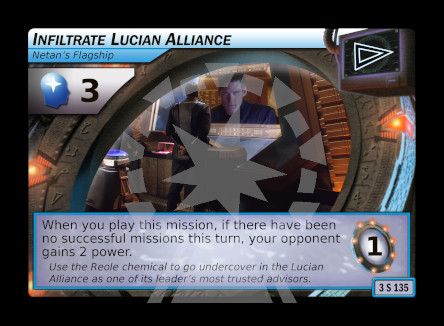 INFILTRATE LUCIAN ALLIANCE
Netan's Flagship
3
When you play this mission, if there have been
no successful missions this turn, your opponent
gains 2 power.
Use the Reole chemical to go undercover in the Lucian
Alliance as one of its leader's most trusted advisors.
1
3 S 135